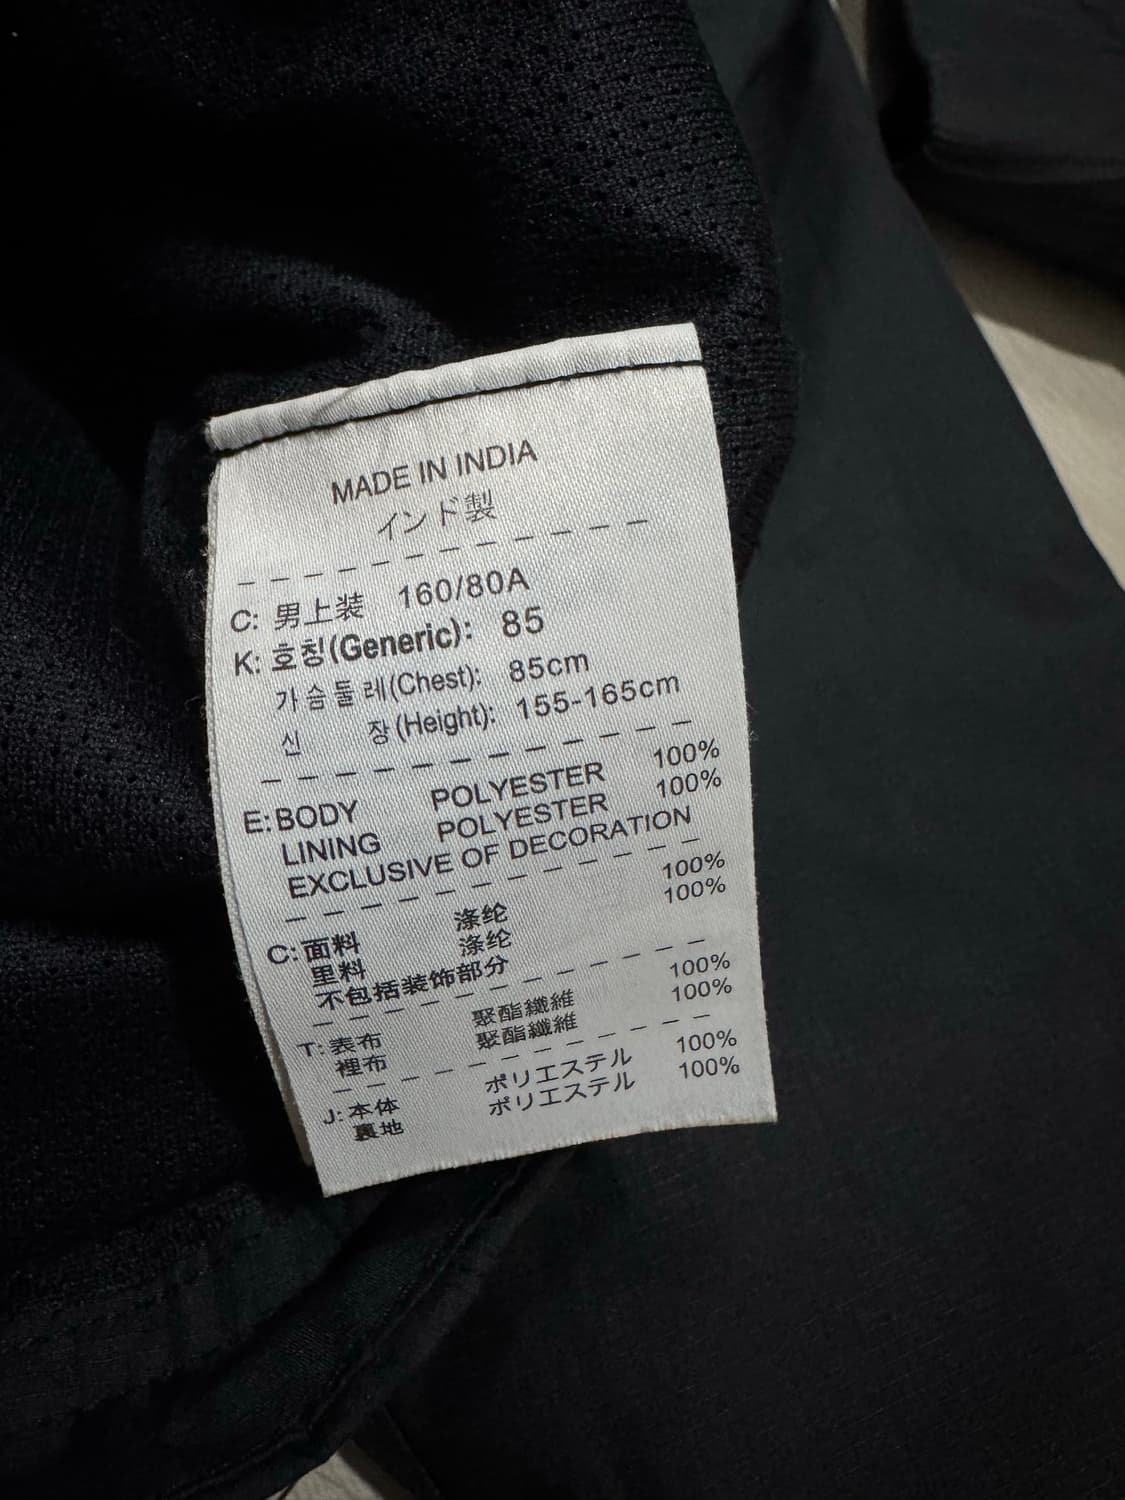 MADE IN INDIA
インド製
C: 男上装 160/80A
K: 호칭(Generic): 85
가슴둘레(Chest): 85cm
신 장(Height): 155-165cm
E: BODY POLYESTER 100%
LINING POLYESTER 100%
EXCLUSIVE OF DECORATION
C: 面料 涤纶 100%
里料 涤纶 100%
不包括装饰部分
T: 表布 聚酯纖維 100%
裡布 聚酯纖維 100%
J: 本体 ポリエステル 100%
裏地 ポリエステル 100%